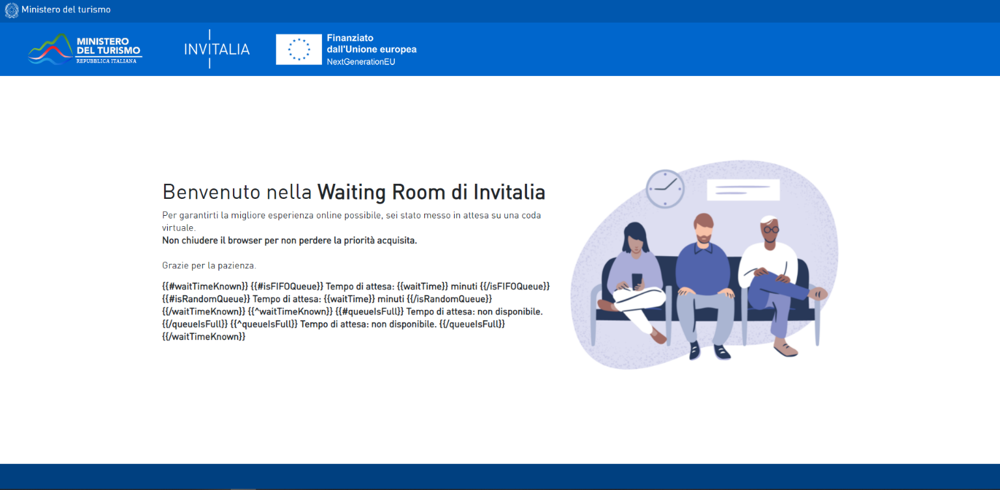 Ministero del turismo
MINISTERO
DEL TURISMO
REPUBBLICA ITALIANA
INVITALIA
Finanziato
dall'Unione europea
NextGenerationEU
Benvenuto nella Waiting Room di Invitalia
Per garantirti la migliore esperienza online possibile, sei stato messo in attesa su una coda
virtuale.
Non chiudere il browser per non perdere la priorità acquisita.
Grazie per la pazienza.
{{#waitTimeKnown}} {{#isFIFOQueue}} Tempo di attesa: {{waitTime}} minuti {{/isFIFOQueue}}
{{#isRandomQueue}} Tempo di attesa: {{waitTime}} minuti {{/isRandomQueue}}
{{/waitTimeKnown}} {{^waitTimeKnown}} {{#queueIsFull}} Tempo di attesa: non disponibile.
{{/queueIsFull}} {{^queueIsFull}} Tempo di attesa: non disponibile. {{/queueIsFull}}
{{/waitTimeKnown}}